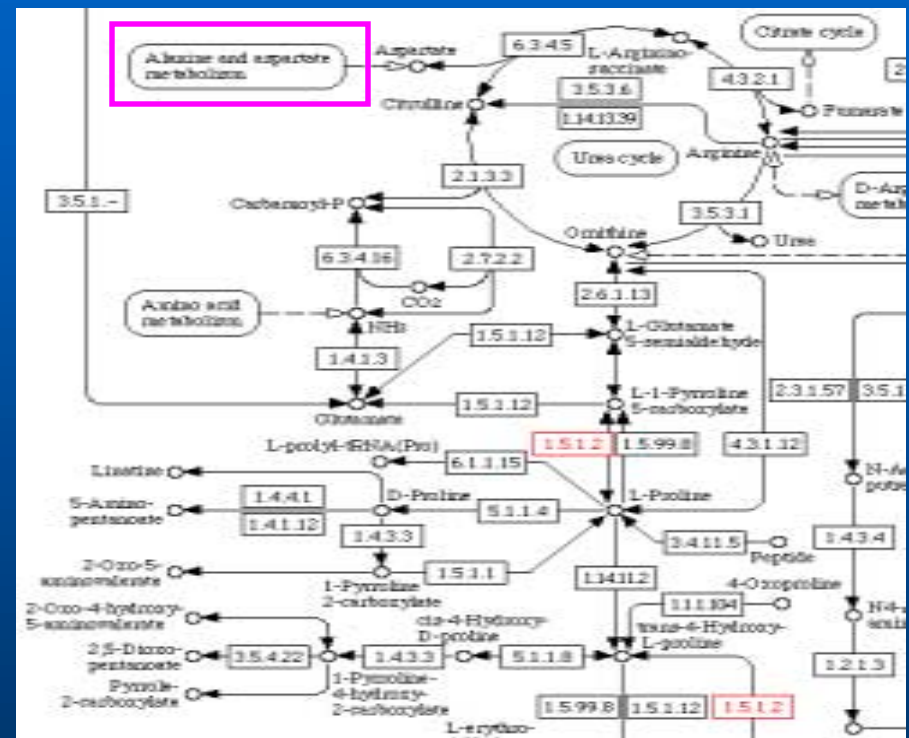 Alanine and aspartate
metabolism
Aspartate
6.3.4.5
L-Arginino-
succinate
Citrate cycle
4.3.2.1
Fumarate
Citrulline
3.5.3.6
1.14.13.39
Urea cycle
Arginine
2.1.3.3
3.5.1.-
Carbamoyl-P
3.5.3.1
Urea
Ornithine
6.3.4.16
2.7.2.2
CO2
2.6.1.13
Amino acid
metabolism
NH3
1.4.1.3
1.5.1.12
L-Glutamate
5-semialdehyde
Glutamate
1.5.1.12
L-1-Pyrroline
5-carboxylate
2.3.1.57
L-prolyl-tRNA(Pro)
1.5.1.2
1.5.99.8
4.3.1.12
6.1.1.15
Linatine
5-Amino-
pentanoate
1.4.4.1
1.4.1.12
D-Proline
5.1.1.4
L-Proline
1.4.3.3
3.4.11.5
Peptide
1.4.3.4
2-Oxo-5-
aminovalerate
1.5.1.1
1-Pyrroline
2-carboxylate
1.14.11.2
4-Oxoproline
1.1.1.104
2-Oxo-4-hydroxy-
5-aminovalerate
cis-4-Hydroxy-
D-proline
trans-4-Hydroxy-
L-proline
2,5-Dioxo-
pentanoate
3.5.4.22
1.4.3.3
5.1.1.8
1.2.1.3
Pyrrole-
2-carboxylate
1-Pyrroline-
4-hydroxy-
2-carboxylate
1.5.99.8
1.5.1.12
1.5.1.2
L-erythro-